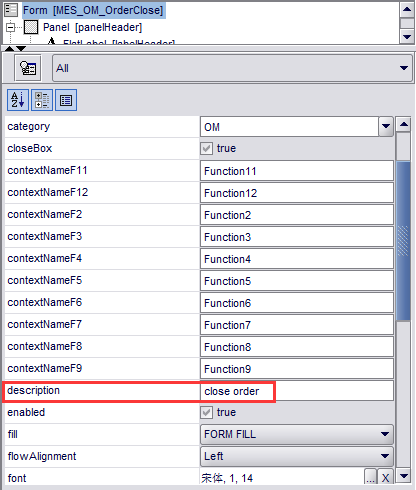 Form [MES_OM_OrderClose]
Panel [panelHeader]
FlatLabel [labelHeader]
All
category OM
closeBox true
contextNameF11 Function11
contextNameF12 Function12
contextNameF2 Function2
contextNameF3 Function3
contextNameF4 Function4
contextNameF5 Function5
contextNameF6 Function6
contextNameF7 Function7
contextNameF8 Function8
contextNameF9 Function9
description close order
enabled true
fill FORM FILL
flowAlignment Left
font 宋体, 1, 14 ... X